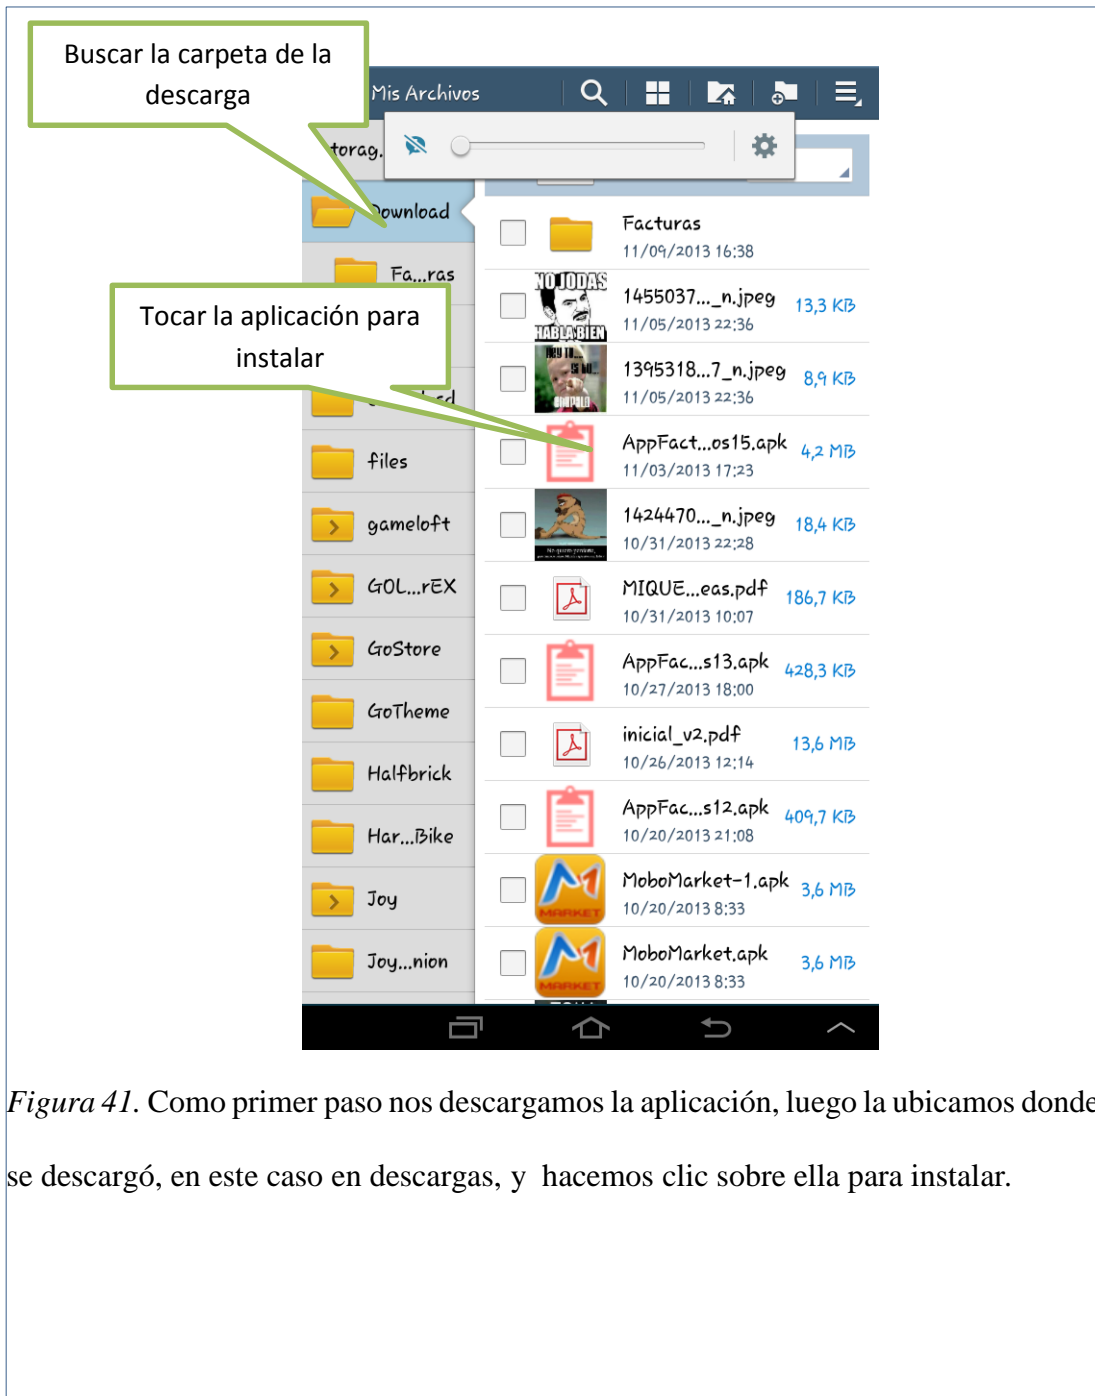 Buscar la carpeta de la
descarga
Mis Archivos
torag.
Download
Fa...ras
Tocar la aplicación para
instalar
files
gameloft
GOL...rEX
GoStore
GoTheme
Halfbrick
Har...Bike
Joy
Joy...nion
Facturas
11/09/2013 16:38
NO JODAS
HABLA BIEN
1455037..._n.jpeg 13,3 KB
11/05/2013 22:36
1395318...7_n.jpeg 8,9 KB
11/05/2013 22:36
AppFact...os15.apk 4,2 MB
11/03/2013 17:23
1424470..._n.jpeg 18,4 KB
10/31/2013 22:28
MIQUE...eas.pdf 186,7 KB
10/31/2013 10:07
AppFac...s13.apk 428,3 KB
10/27/2013 18:00
inicial_v2.pdf 13,6 MB
10/26/2013 12:14
AppFac...s12.apk 409,7 KB
10/20/2013 21:08
MARKET
MoboMarket-1.apk 3,6 MB
10/20/2013 8:33
MARKET
MoboMarket.apk 3,6 MB
10/20/2013 8:33
Figura 41. Como primer paso nos descargamos la aplicación, luego la ubicamos donde
se descargó, en este caso en descargas, y hacemos clic sobre ella para instalar.